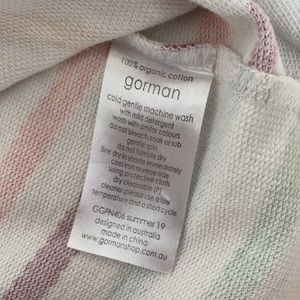 100% organic cotton
gorman
cold gentle machine wash
with mild detergent
wash with similar colours
do not bleach, soak or rub
gentle spin
do not tumble dry
line dry in shade immediately
cool iron reverse side
using protective cloth
dry cleanable (P)
cleaner, please use a low
temperature and a short cycle
GGFN406 summer 19
designed in australia
made in china.
www.gormanshop.com.au